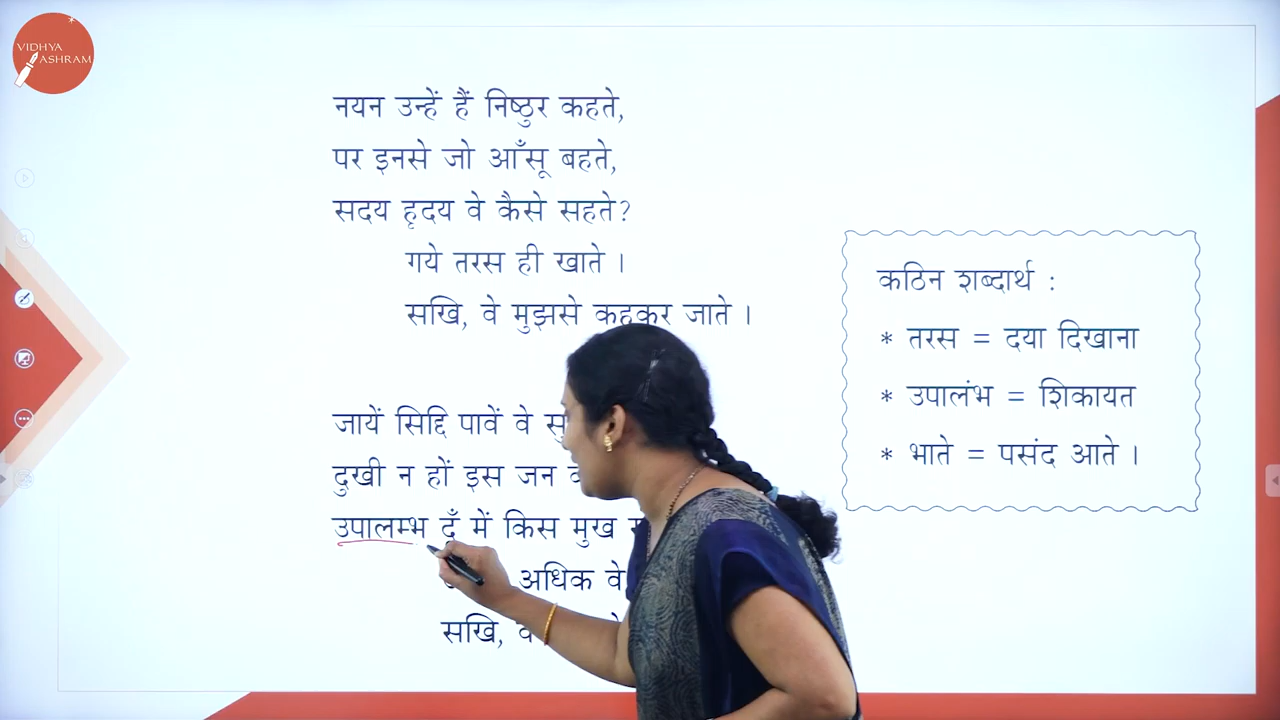 VIDHYA
ASHRAM
नयन उन्हें हैं निष्ठुर कहते,
पर इनसे जो आँसू बहते,
सदय हृदय वे कैसे सहते?
गये तरस ही खाते ।
सखि, वे मुझसे कहकर जाते ।
जायें सिद्दि पावें वे
दुखी न हों इस जन
उपालम्भ दूँ में किस मुख
अधिक वे
सखि,
कठिन शब्दार्थ :
* तरस = दया दिखाना
* उपालंभ = शिकायत
* भाते = पसंद आते ।